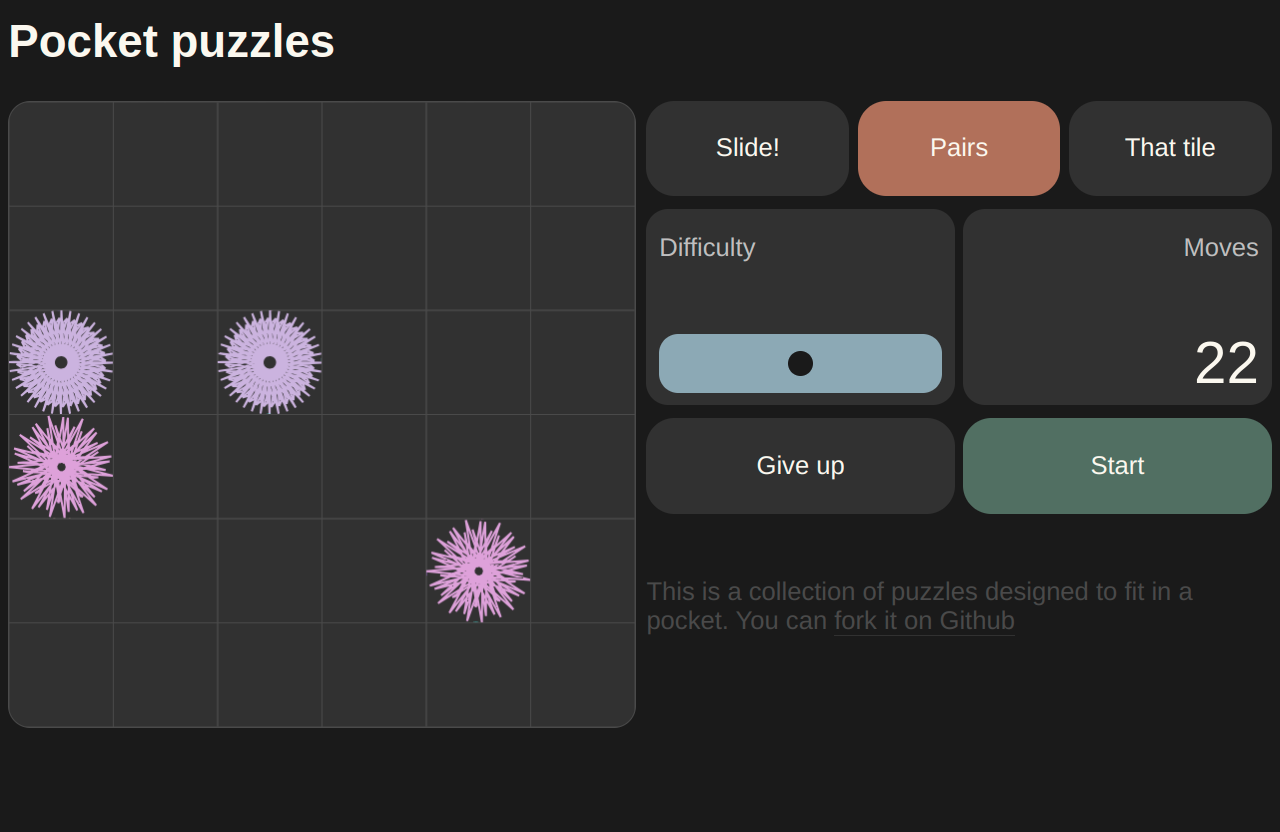 Pocket puzzles
Slide!
Pairs
That tile
Difficulty
Moves
22
Give up
Start
This is a collection of puzzles designed to fit in a
pocket. You can fork it on Github